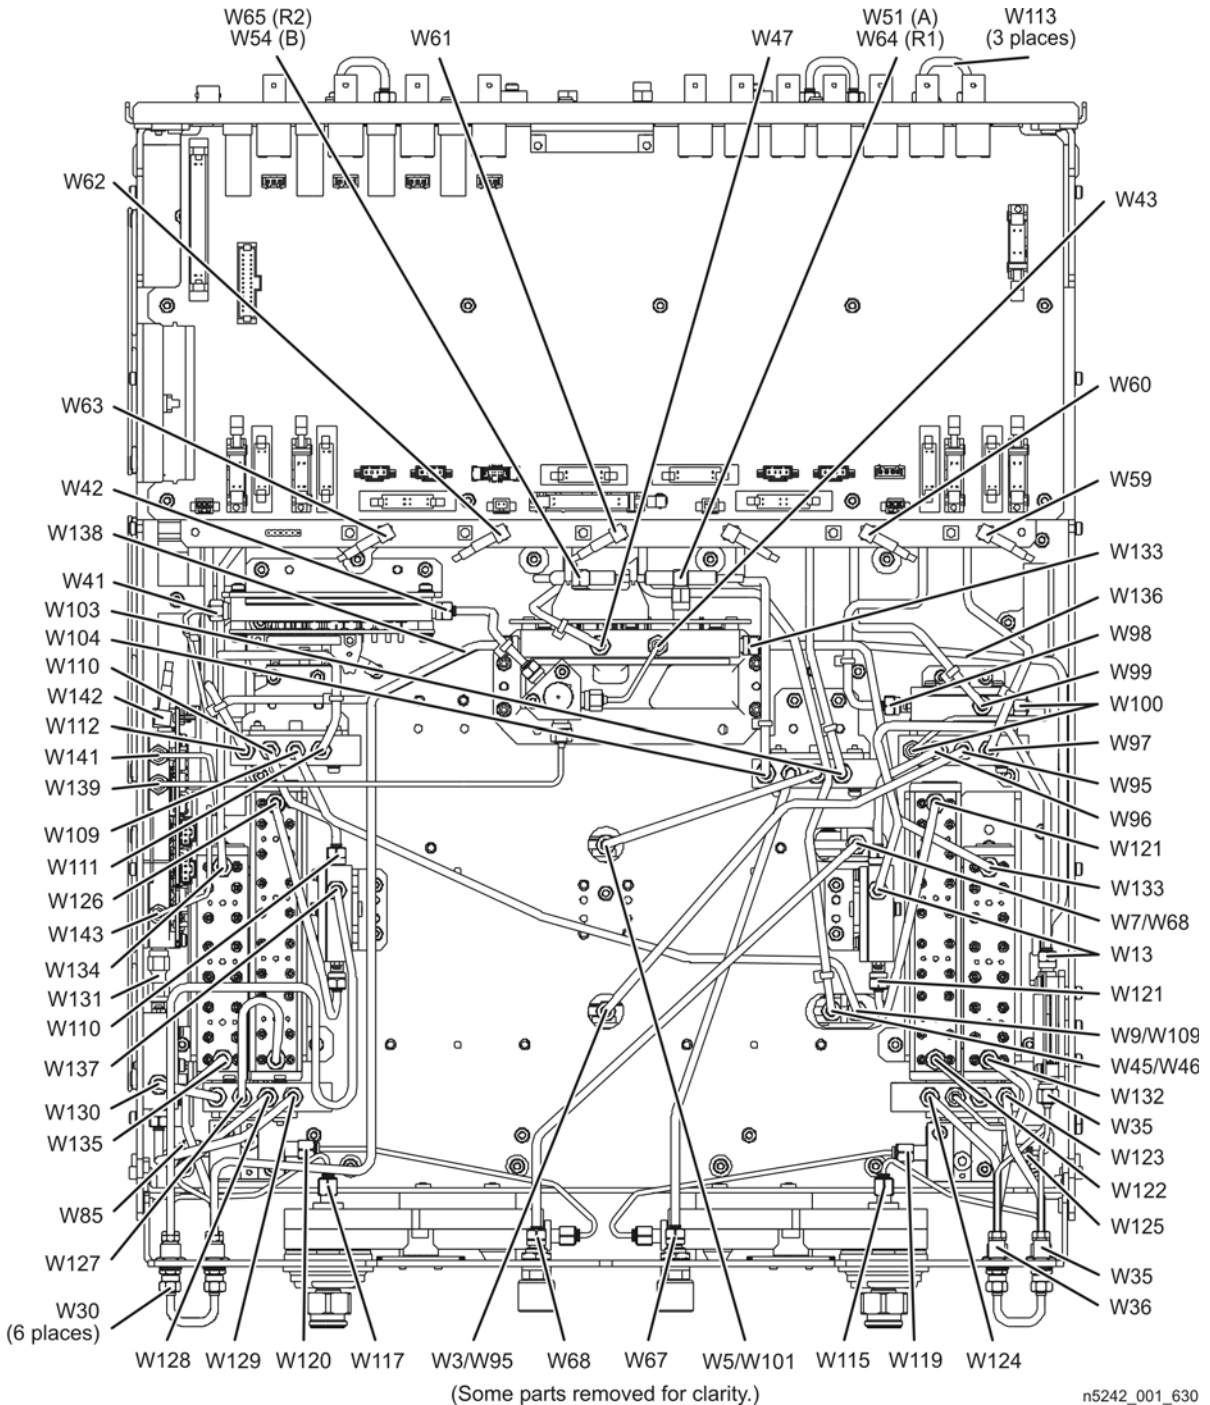 W65 (R2)
W54 (B)
W61
W47
W51 (A)
W64 (R1)
W113
(3 places)
W62
W43
W63
W60
W42
W59
W138
W133
W41
W136
W103
W98
W104
W99
W110
W100
W142
W97
W112
W95
W141
W96
W139
W121
W109
W133
W111
W7/W68
W126
W13
W143
W121
W134
W9/W109
W131
W45/W46
W110
W132
W137
W35
W130
W123
W135
W122
W85
W125
W127
W35
W30
(6 places)
W36
W128
W129
W120
W117
W3/W95
W68
W67
W5/W101
W115
W119
W124
(Some parts removed for clarity.)
n5242_001_630